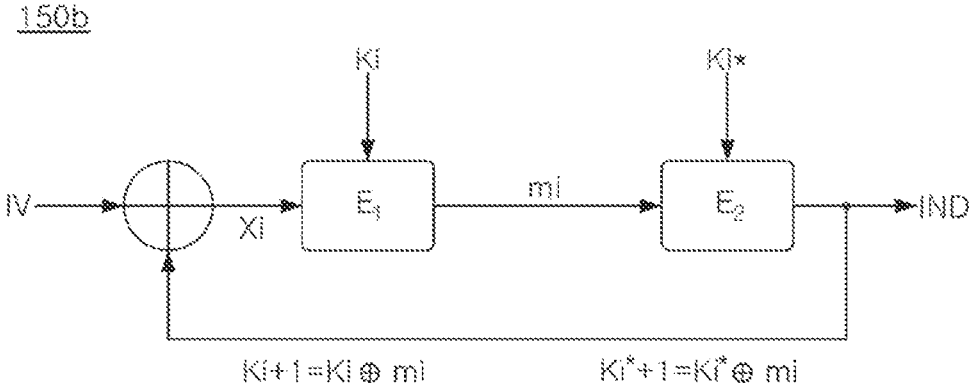 150b
Ki
Ki*
IV
Xi
E₁
mi
E₂
IND
Ki+1=Ki⊕ mi
Ki*+1=Ki*⊕ mi